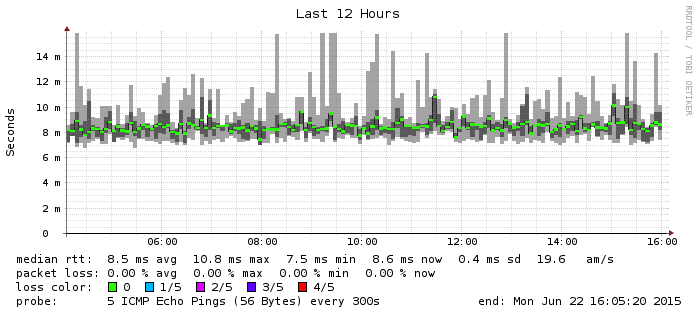 Last 12 Hours
RRDTOOL / TOBI OETIKER
Seconds
14 m
12 m
10 m
8 m
6 m
4 m
2 m
0
06:00 08:00 10:00 12:00 14:00 16:00
median rtt: 8.5 ms avg 10.8 ms max 7.5 ms min 8.6 ms now 0.4 ms sd 19.6 am/s
packet loss: 0.00 % avg 0.00 % max 0.00 % min 0.00 % now
loss color: 0 1/5 2/5 3/5 4/5
probe: 5 ICMP Echo Pings (56 Bytes) every 300s end: Mon Jun 22 16:05:20 2015